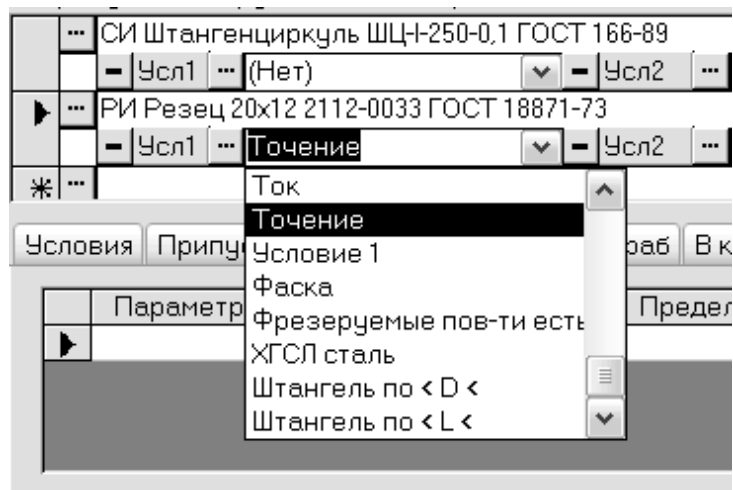 СИ Штангенциркуль ШЦ-I-250-0,1 ГОСТ 166-89
Усл1 (Нет) Усл2
РИ Резец 20х12 2112-0033 ГОСТ 18871-73
Усл1 Точение Усл2
Ток
Точение
Условие 1
Фаска
Фрезеруемые пов-ти есть
ХГСЛ сталь
Штангель по < D <
Штангель по < L <
Условия Припу раб В к
Параметр Предел